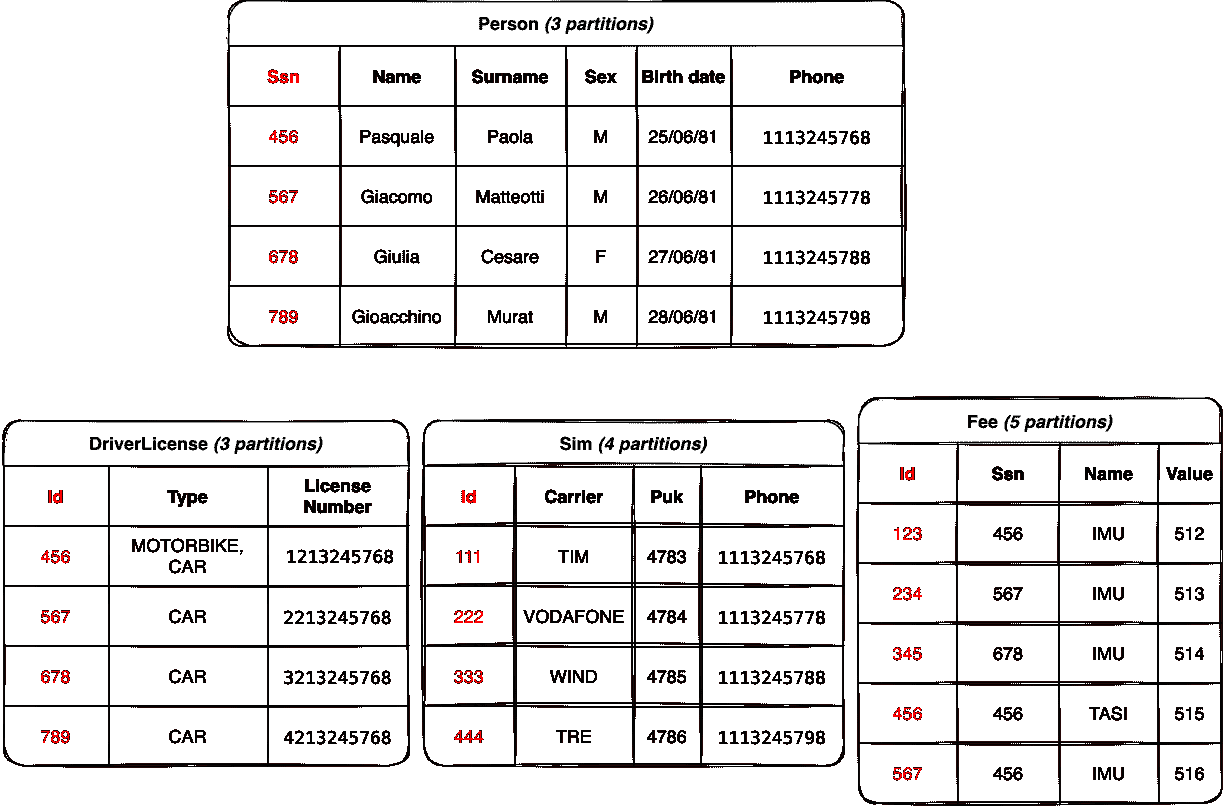 Person (3 partitions)
Ssn Name Surname Sex Birth date Phone
456 Pasquale Paola M 25/06/81 1113245768
567 Giacomo Matteotti M 26/06/81 1113245778
678 Giulia Cesare F 27/06/81 1113245788
789 Gioacchino Murat M 28/06/81 1113245798
DriverLicense (3 partitions)
Id Type License
Number
456 MOTORBIKE,
CAR 1213245768
567 CAR 2213245768
678 CAR 3213245768
789 CAR 4213245768
Sim (4 partitions)
Id Carrier Puk Phone
111 TIM 4783 1113245768
222 VODAFONE 4784 1113245778
333 WIND 4785 1113245788
444 TRE 4786 1113245798
Fee (5 partitions)
Id Ssn Name Value
123 456 IMU 512
234 567 IMU 513
345 678 IMU 514
456 456 TASI 515
567 456 IMU 516